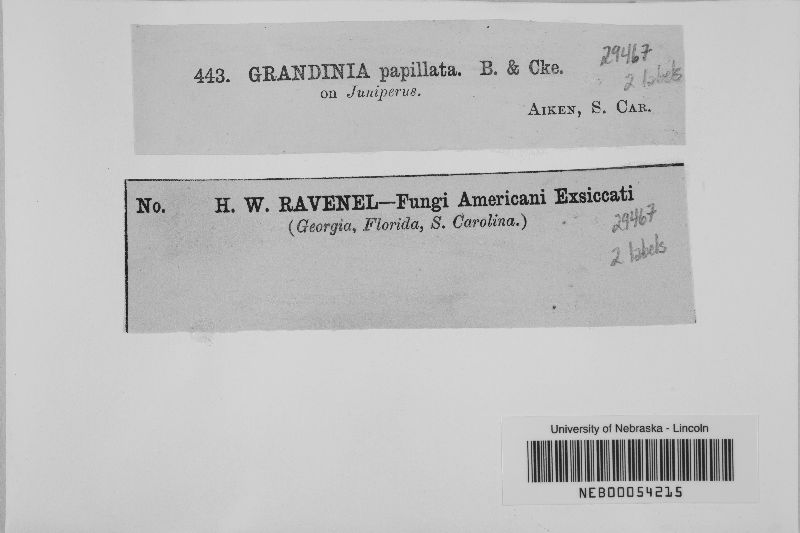 443. GRANDINIA papillata. B. & Cke.
on Juniperus.
AIKEN, S. CAR.
29467
2 labels
No. H. W. RAVENEL—Fungi Americani Exsiccati
(Georgia, Florida, S. Carolina.)
29467
2 labels
University of Nebraska - Lincoln
NEB00054215